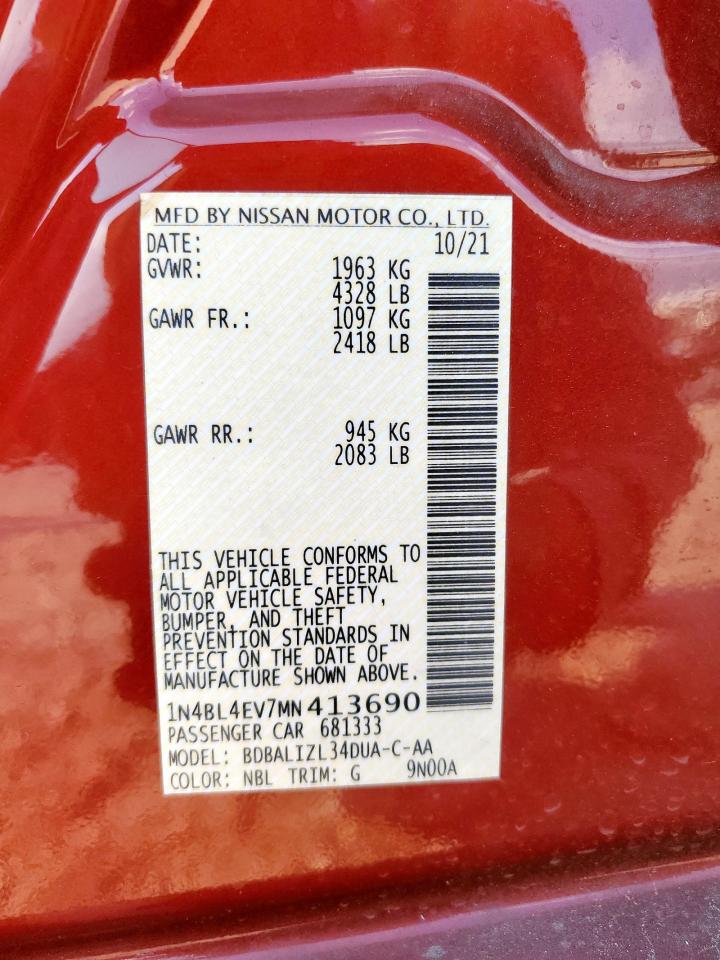 MFD BY NISSAN MOTOR CO., LTD.
DATE: 10/21
GVWR: 1963 KG
4328 LB
GAWR FR.: 1097 KG
2418 LB
GAWR RR.: 945 KG
2083 LB
THIS VEHICLE CONFORMS TO
ALL APPLICABLE FEDERAL
MOTOR VEHICLE SAFETY,
BUMPER, AND THEFT
PREVENTION STANDARDS IN
EFFECT ON THE DATE OF
MANUFACTURE SHOWN ABOVE.
1N4BL4EV7MN413690
PASSENGER CAR 681333
MODEL: BDBALIZL34DUA-C-AA
COLOR: NBL TRIM: G 9N00A